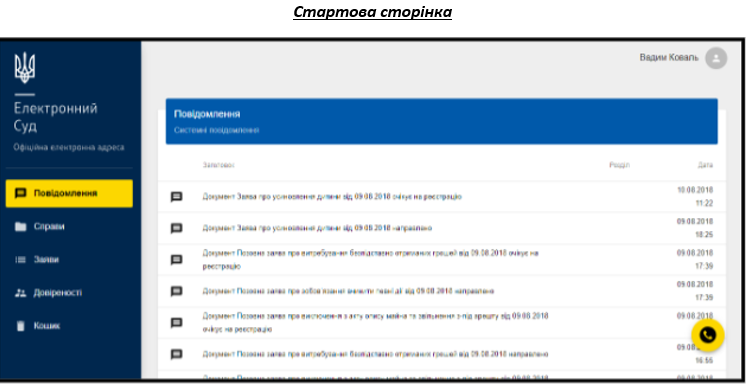 Стартова сторінка
Вадим Коваль
Електронний
Суд
Офіційна електронна адреса
Повідомлення
Справи
Заяви
Довіреності
Кошик
Повідомлення
Системні повідомлення
Заголовок Розділ Дата
Документ Заява про усиновлення дитини від 09.08.2018 очікує на реєстрацію 10.08.2018
11:22
Документ Заява про усиновлення дитини від 09.08.2018 направлено 09.08.2018
18:26
Документ Позовна заява про витребування безпідставно отриманих грошей від 09.08.2018 очікує на 09.08.2018
реєстрацію 17:39
Документ Позовна заява про зобов'язання вчинити певні дії від 09.08.2018 направлено 09.08.2018
17:39
Документ Позовна заява про виключення з акту опису майна та звільнення з-під арешту від 09.08.2018 09.08.2018
очікує на реєстрацію
Документ Позовна заява про витребування безпідставно отриманих грошей від 09.08.2018 направлено
16:55